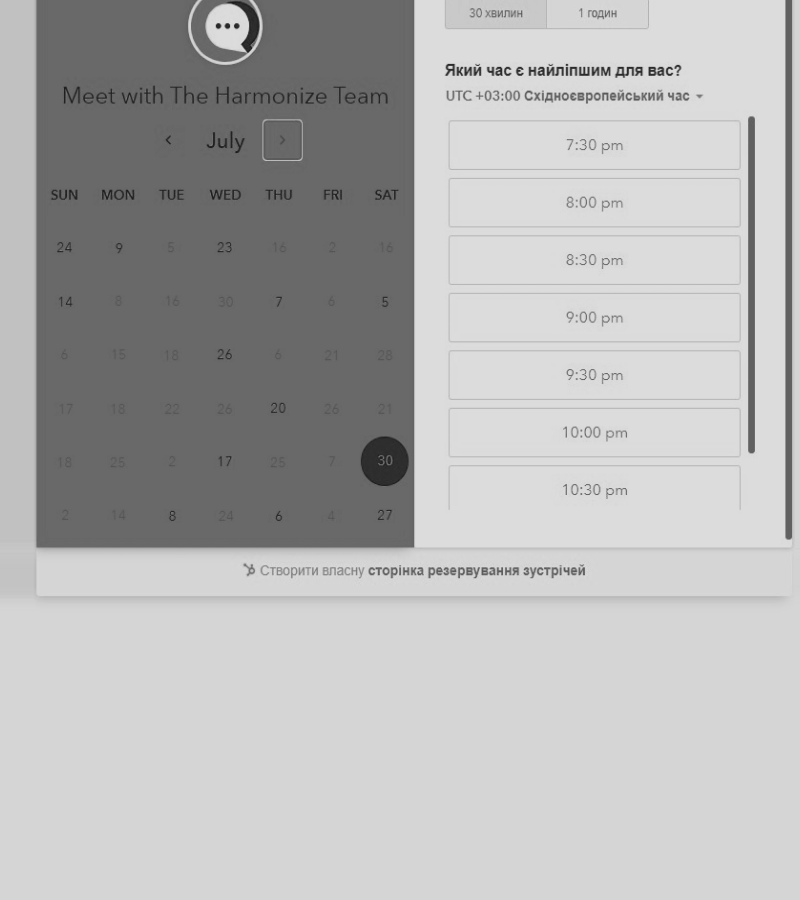 30 хвилин 1 годин
Meet with The Harmonize Team
July
SUN MON TUE WED THU FRI SAT
24 9 5 23 16 2 16
14 8 16 30 7 6 5
6 15 18 26 6 21 28
17 18 22 26 20 26 21
18 25 2 17 25 7 30
2 14 8 24 6 4 27
Який час є найліпшим для вас?
UTC +03:00 Східноєвропейський час
7:30 pm
8:00 pm
8:30 pm
9:00 pm
9:30 pm
10:00 pm
10:30 pm
Створити власну сторінка резервування зустрічей